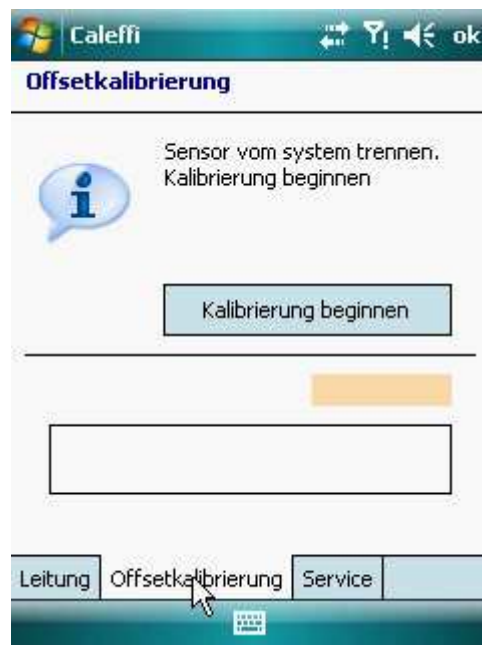 Caleffi ok
Offsetkalibrierung
Sensor vom system trennen.
Kalibrierung beginnen
Kalibrierung beginnen
Leitung Offsetkalibrierung Service